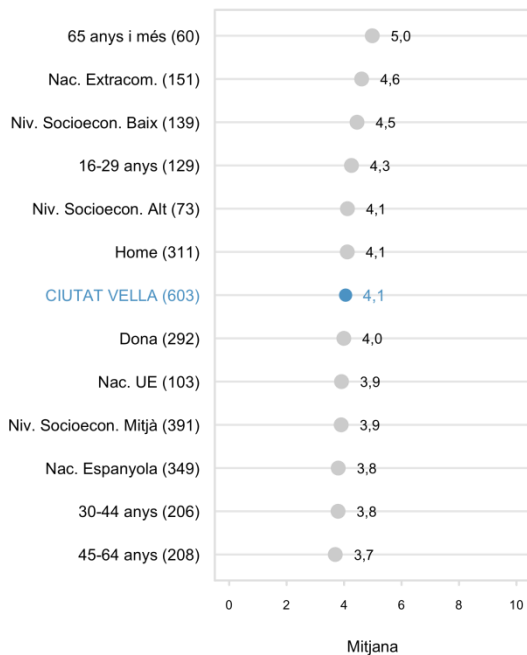 65 anys i més (60) 5,0
Nac. Extracom. (151) 4,6
Niv. Socioecon. Baix (139) 4,5
16-29 anys (129) 4,3
Niv. Socioecon. Alt (73) 4,1
Home (311) 4,1
CIUTAT VELLA (603) 4,1
Dona (292) 4,0
Nac. UE (103) 3,9
Niv. Socioecon. Mitjà (391) 3,9
Nac. Espanyola (349) 3,8
30-44 anys (206) 3,8
45-64 anys (208) 3,7
0 2 4 6 8 10
Mitjana